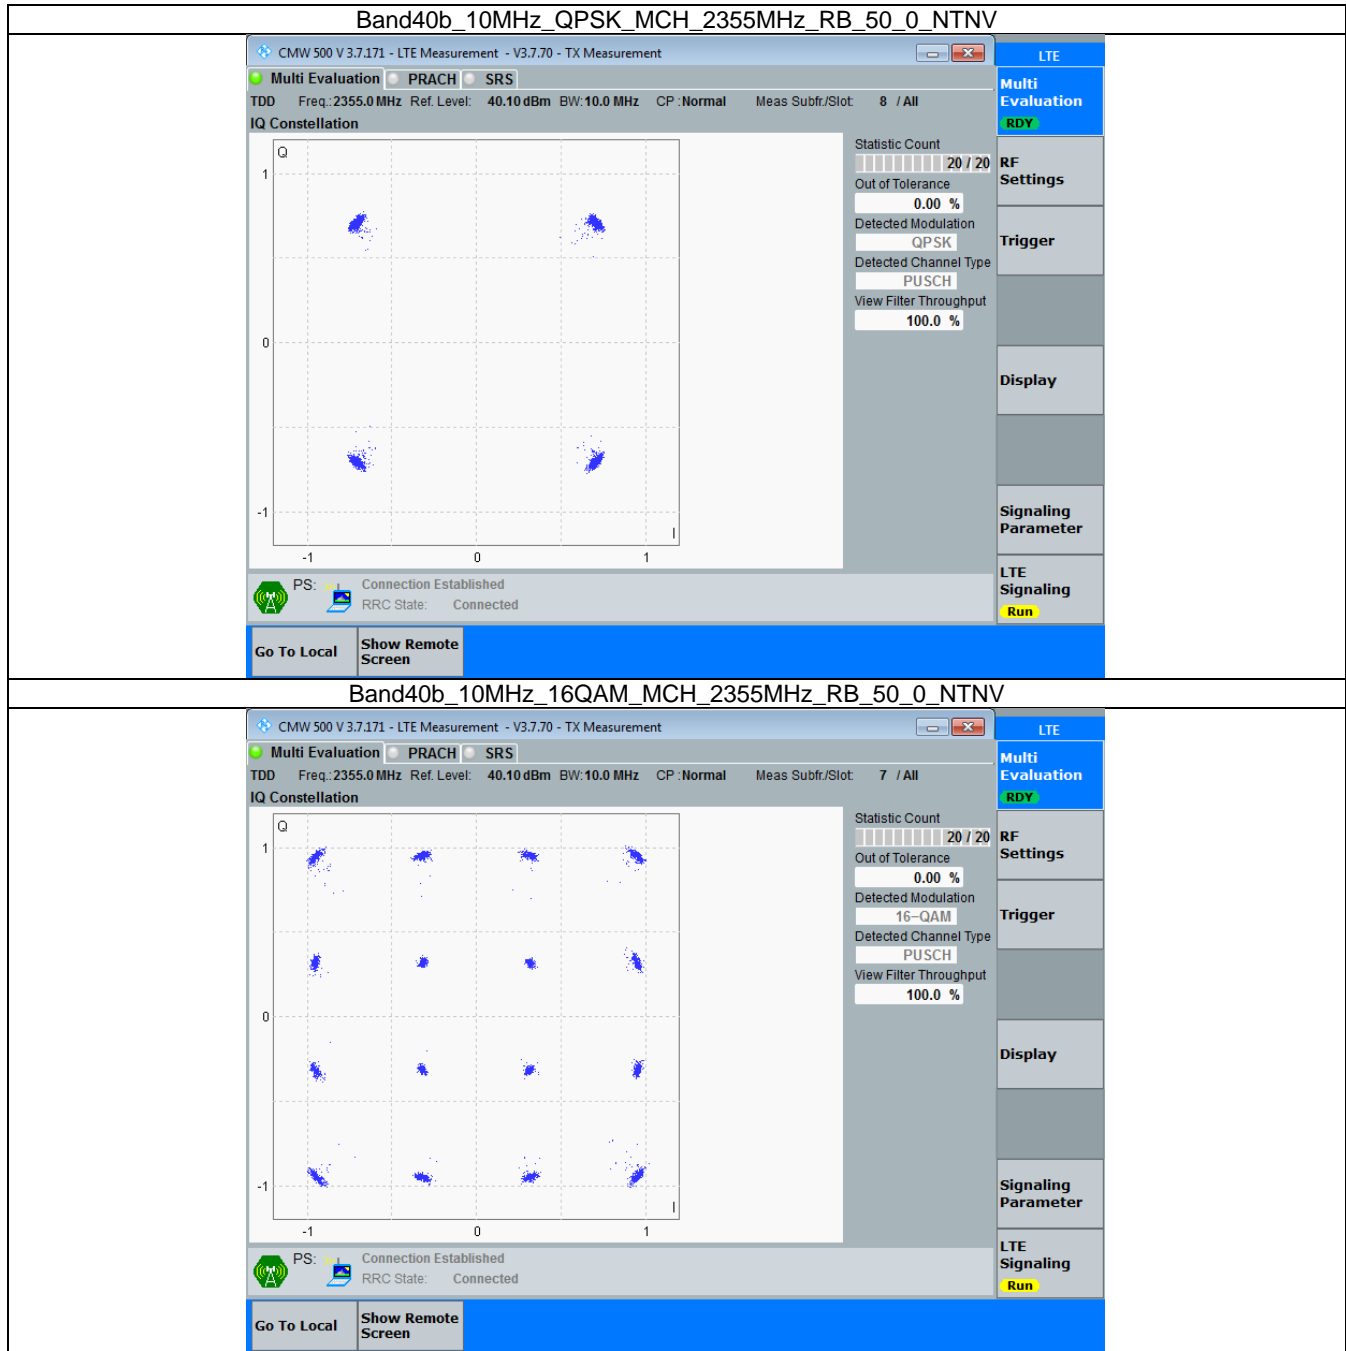 Band40b_10MHz_QPSK_MCH_2355MHz_RB_50_0_NTNV
CMW 500 V 3.7.171 - LTE Measurement - V3.7.70 - TX Measurement
LTE
Multi Evaluation PRACH SRS
Multi
Evaluation
RDY
TDD Freq.: 2355.0 MHz Ref. Level: 40.10 dBm BW: 10.0 MHz CP : Normal Meas Subfr./Slot: 8 / All
IQ Constellation
Q
1
0
-1
I
-1 0 1
Statistic Count
20 / 20
Out of Tolerance
0.00 %
Detected Modulation
QPSK
Detected Channel Type
PUSCH
View Filter Throughput
100.0 %
RF
Settings
Trigger
Display
Signaling
Parameter
LTE
Signaling
Run
PS: Connection Established
RRC State: Connected
Go To Local
Show Remote
Screen
Band40b_10MHz_16QAM_MCH_2355MHz_RB_50_0_NTNV
CMW 500 V 3.7.171 - LTE Measurement - V3.7.70 - TX Measurement
LTE
Multi Evaluation PRACH SRS
Multi
Evaluation
RDY
TDD Freq.: 2355.0 MHz Ref. Level: 40.10 dBm BW: 10.0 MHz CP : Normal Meas Subfr./Slot: 7 / All
IQ Constellation
Q
1
0
-1
I
-1 0 1
Statistic Count
20 / 20
Out of Tolerance
0.00 %
Detected Modulation
16-QAM
Detected Channel Type
PUSCH
View Filter Throughput
100.0 %
RF
Settings
Trigger
Display
Signaling
Parameter
LTE
Signaling
Run
PS: Connection Established
RRC State: Connected
Go To Local
Show Remote
Screen